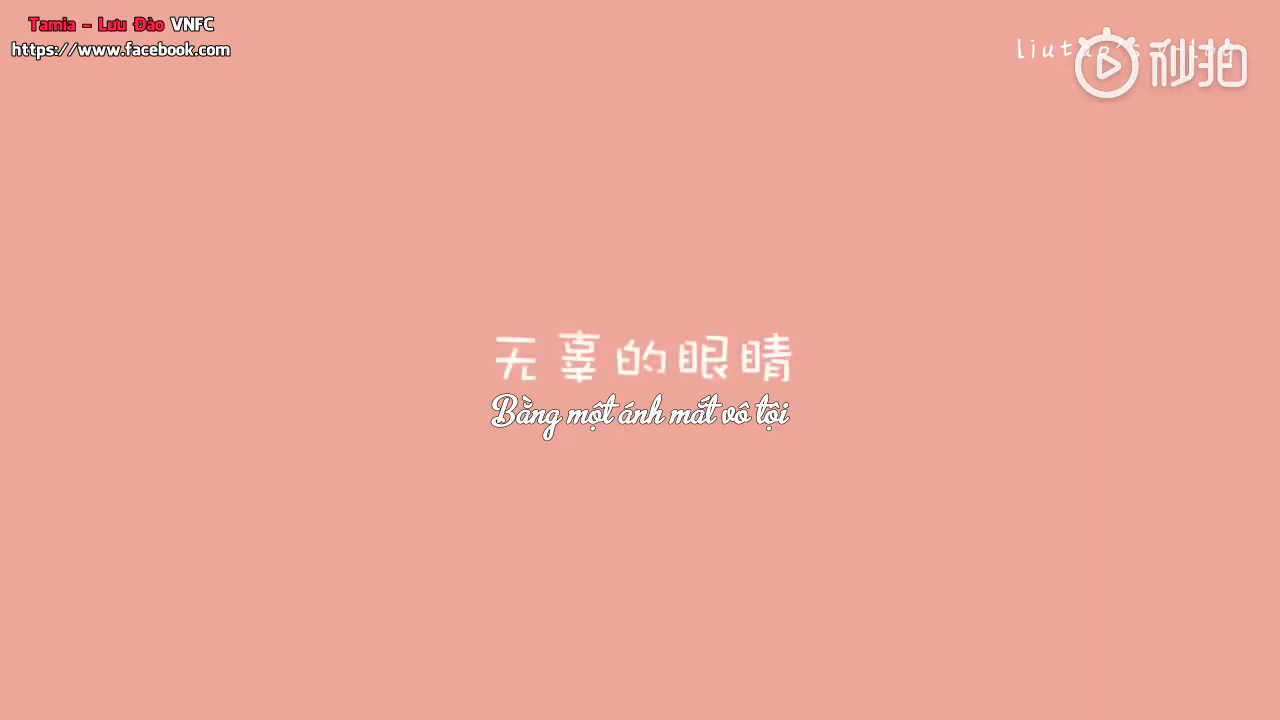 Tamia – Lưu Đào VNFC
https://www.facebook.com
秒拍
无辜的眼睛
Bằng một ánh mắt vô tội